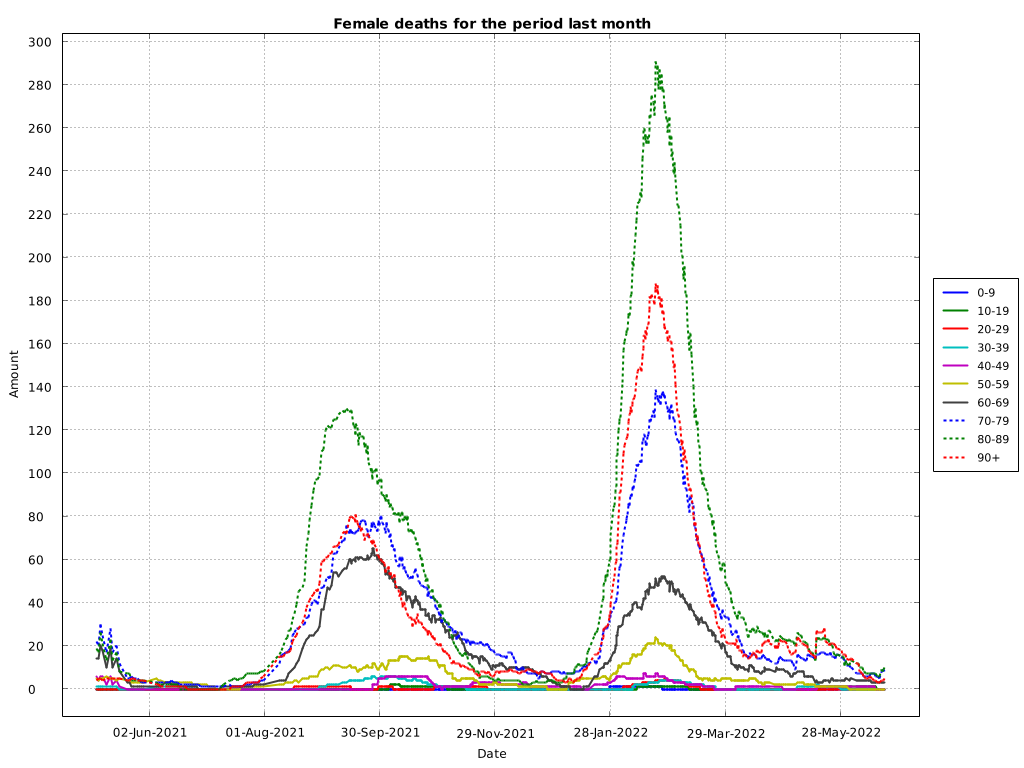 Female deaths for the period last month
300
280
260
240
220
200
180
160
140
120
100
80
60
40
20
0
Amount
02-Jun-2021
01-Aug-2021
30-Sep-2021
29-Nov-2021
28-Jan-2022
29-Mar-2022
28-May-2022
Date
0-9
10-19
20-29
30-39
40-49
50-59
60-69
70-79
80-89
90+